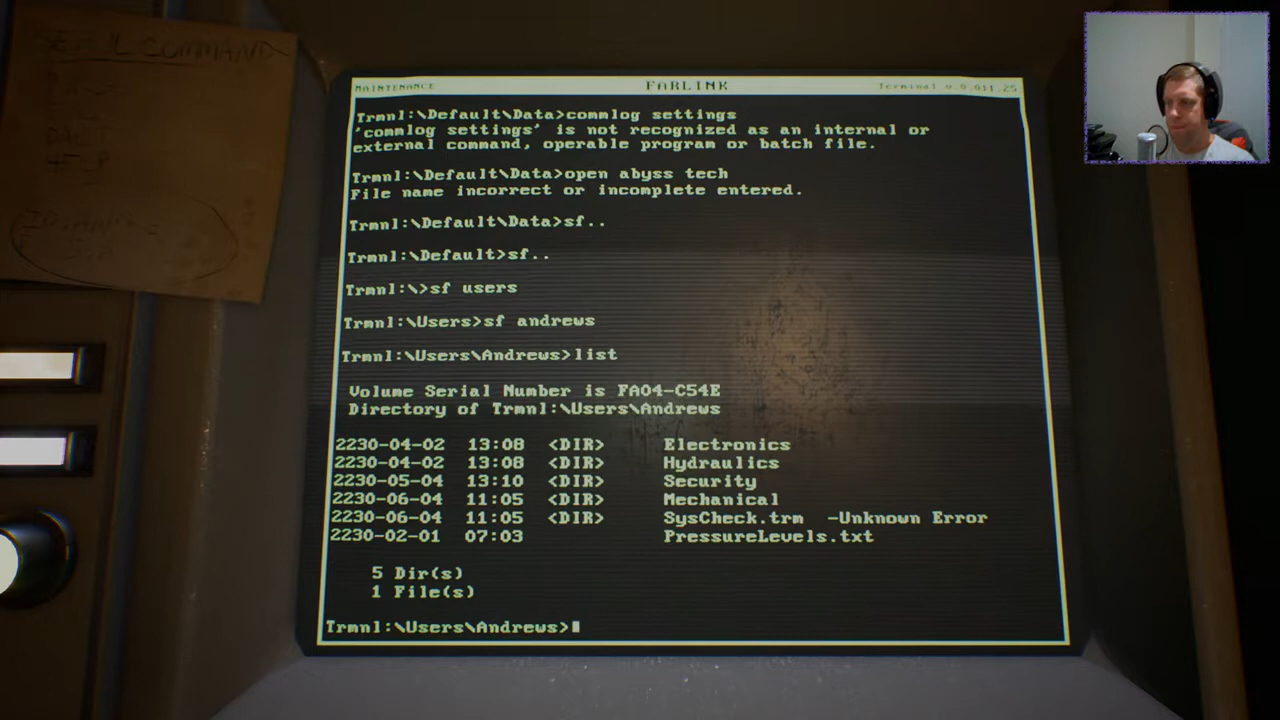 COMMAND
MAINTENANCE FARLINK Terminal v.0.011.25
Trmnl:\Default\Data>commlog settings
'commlog settings' is not recognized as an internal or
external command, operable program or batch file.
Trmnl:\Default\Data>open abyss tech
File name incorrect or incomplete entered.
Trmnl:\Default\Data>sf..
Trmnl:\Default>sf..
Trmnl:\>sf users
Trmnl:\Users>sf andrews
Trmnl:\Users\Andrews>list
Volume Serial Number is FA04-C54E
Directory of Trmnl:\Users\Andrews
2230-04-02 13:08 <DIR> Electronics
2230-04-02 13:08 <DIR> Hydraulics
2230-05-04 13:10 <DIR> Security
2230-06-04 11:05 <DIR> Mechanical
2230-06-04 11:05 <DIR> SysCheck.trm -Unknown Error
2230-02-01 07:03 PressureLevels.txt
5 Dir(s)
1 File(s)
Trmnl:\Users\Andrews>